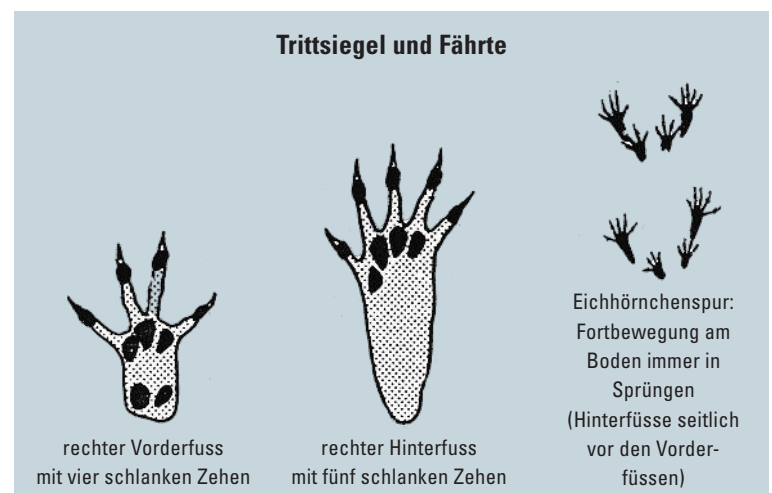 Trittsiegel und Fährte
rechter Vorderfuss
mit vier schlanken Zehen
rechter Hinterfuss
mit fünf schlanken Zehen
Eichhörnchenspur:
Fortbewegung am
Boden immer in
Sprüngen
(Hinterfüsse seitlich
vor den Vorder-
füssen)